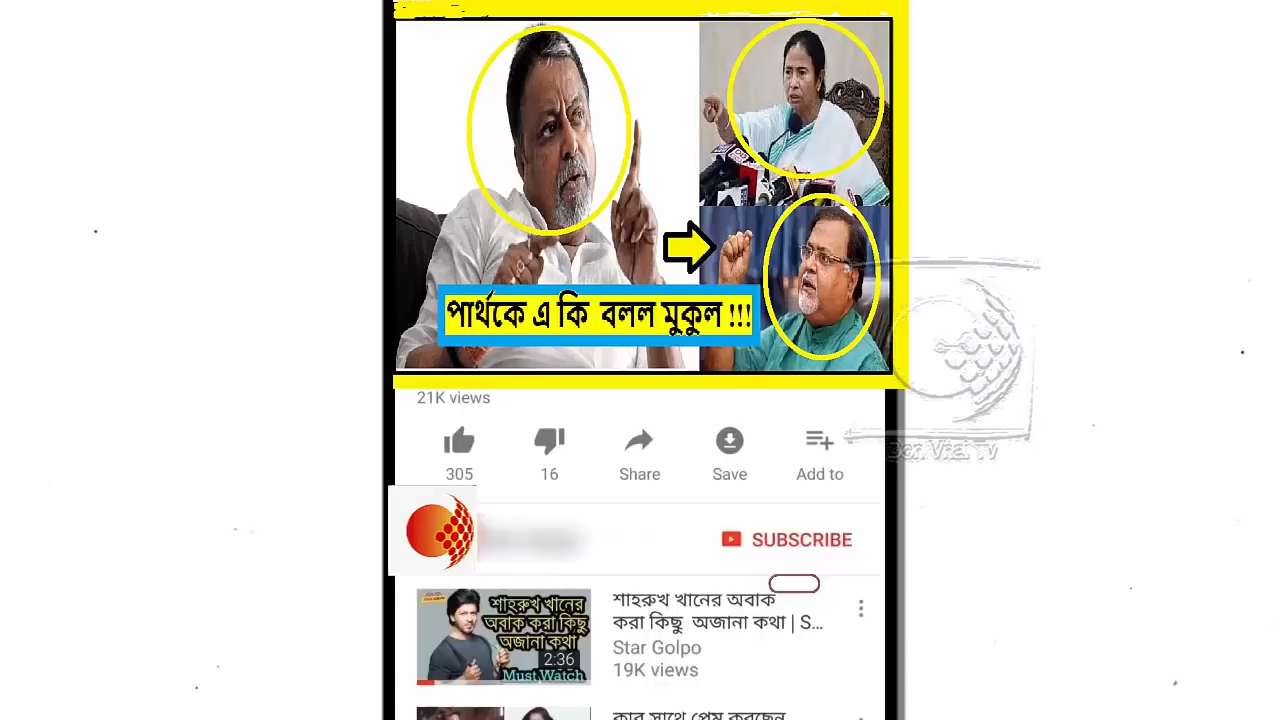 পার্থকে এ কি বলল মুকুল !!!
21K views
305
16
Share
Save
Add to
SUBSCRIBE
শাহরুখ খানের
অবাক করা কিছু
অজানা কথা
2:36
Must Watch
শাহরুখ খানের অবাক
করা কিছু অজানা কথা | S...
Star Golpo
19K views
কার সাথে প্রেম করছেন